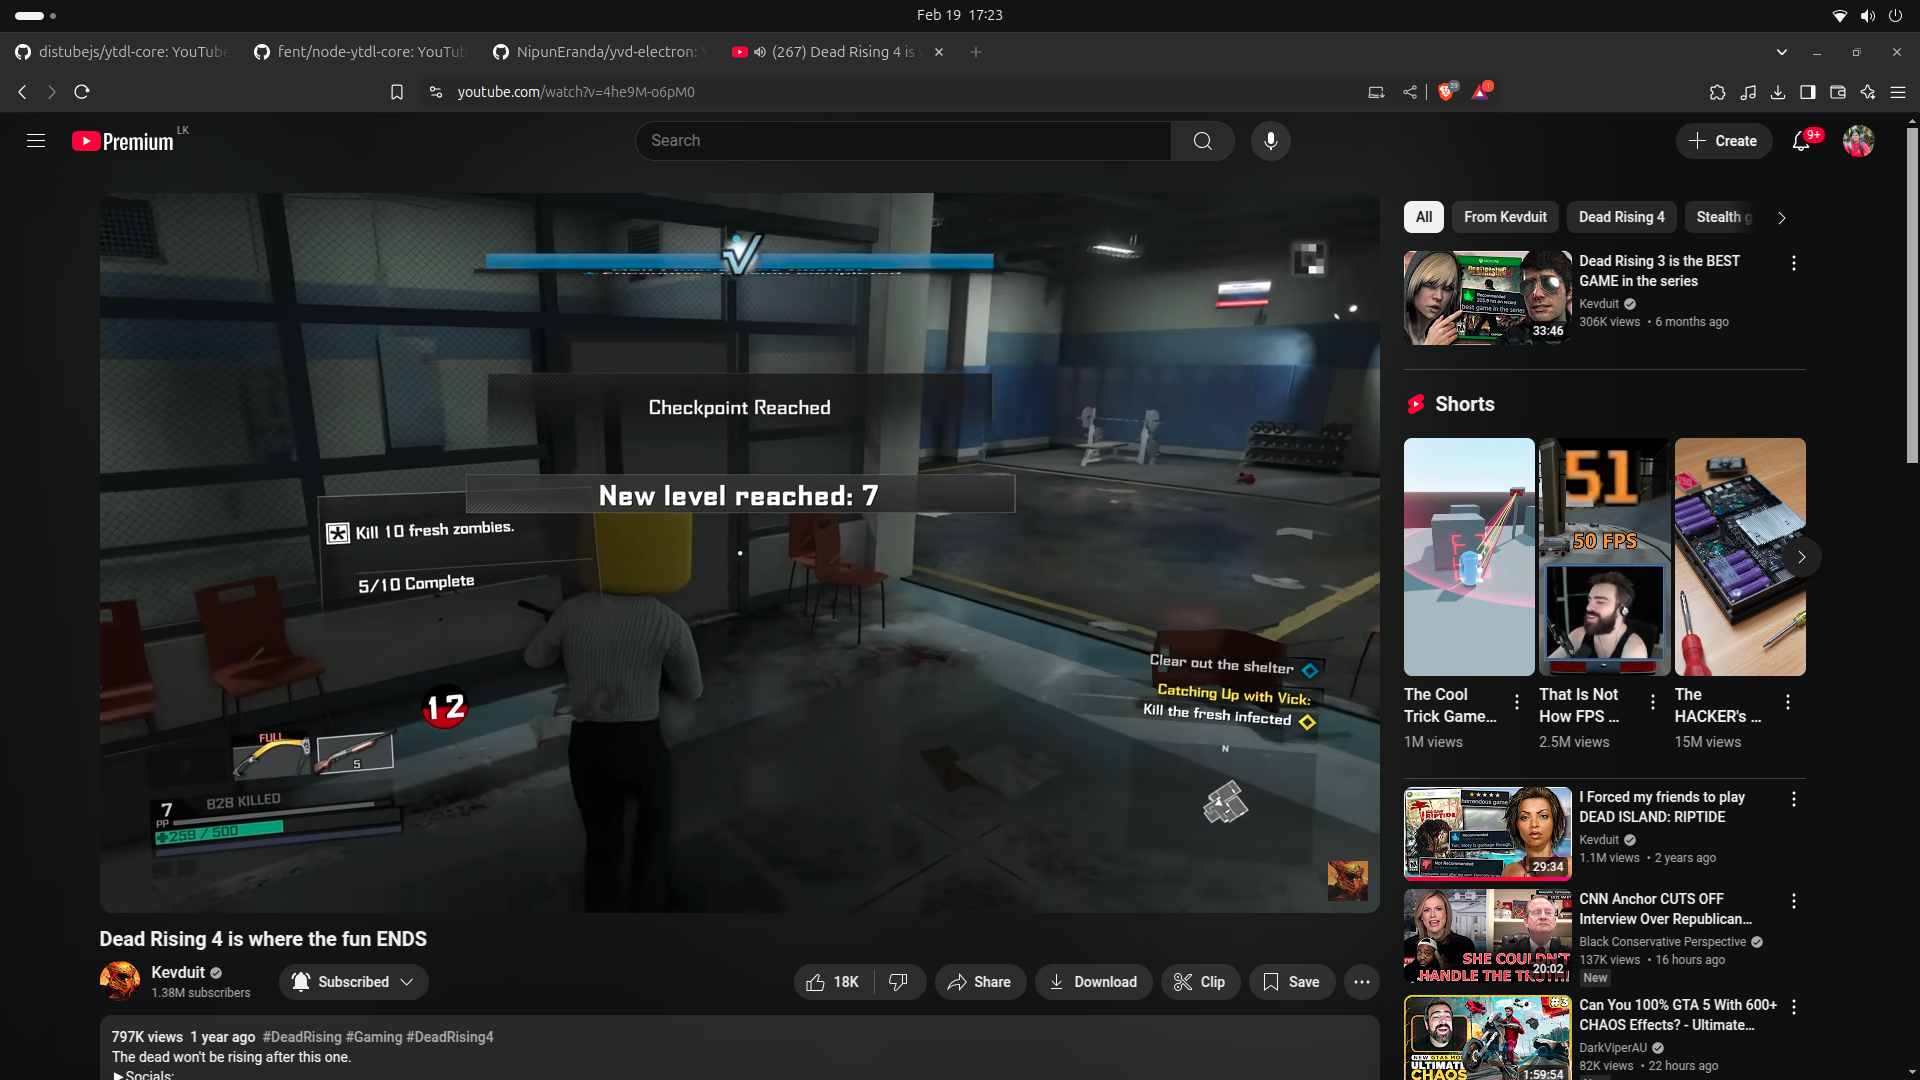 Feb 19 17:23
distubejs/ytdl-core: YouTube
fent/node-ytdl-core: YouTub
NipunEranda/yvd-electron: Y
(267) Dead Rising 4 is
youtube.com/watch?v=4he9M-o6pM0
59
1
Premium LK
Search
Create
9+
Checkpoint Reached
New level reached: 7
Kill 10 fresh zombies.
5/10 Complete
12
FULL
5
7
PP
828 KILLED
259 / 500
Clear out the shelter
Catching Up with Vick:
Kill the fresh infected
N
Dead Rising 4 is where the fun ENDS
Kevduit
1.38M subscribers
Subscribed
18K
Share
Download
Clip
Save
797K views 1 year ago #DeadRising #Gaming #DeadRising4
The dead won't be rising after this one.
►Socials:
All
From Kevduit
Dead Rising 4
Stealth g
Dead Rising 3 is the BEST
GAME in the series
Kevduit
306K views • 6 months ago
best game in the series
33:46
Shorts
51
50 FPS
The Cool
Trick Game...
1M views
That Is Not
How FPS ...
2.5M views
The
HACKER's ...
15M views
I Forced my friends to play
DEAD ISLAND: RIPTIDE
Kevduit
1.1M views • 2 years ago
horrendous game
29:34
CNN Anchor CUTS OFF
Interview Over Republican...
Black Conservative Perspective
137K views • 16 hours ago
New
SHE COULDN'T
HANDLE THE TRUTH!
20:02
Can You 100% GTA 5 With 600+
CHAOS Effects? - Ultimate...
DarkViperAU
82K views • 22 hours ago
#3
ULTIMATE
CHAOS
1:59:54